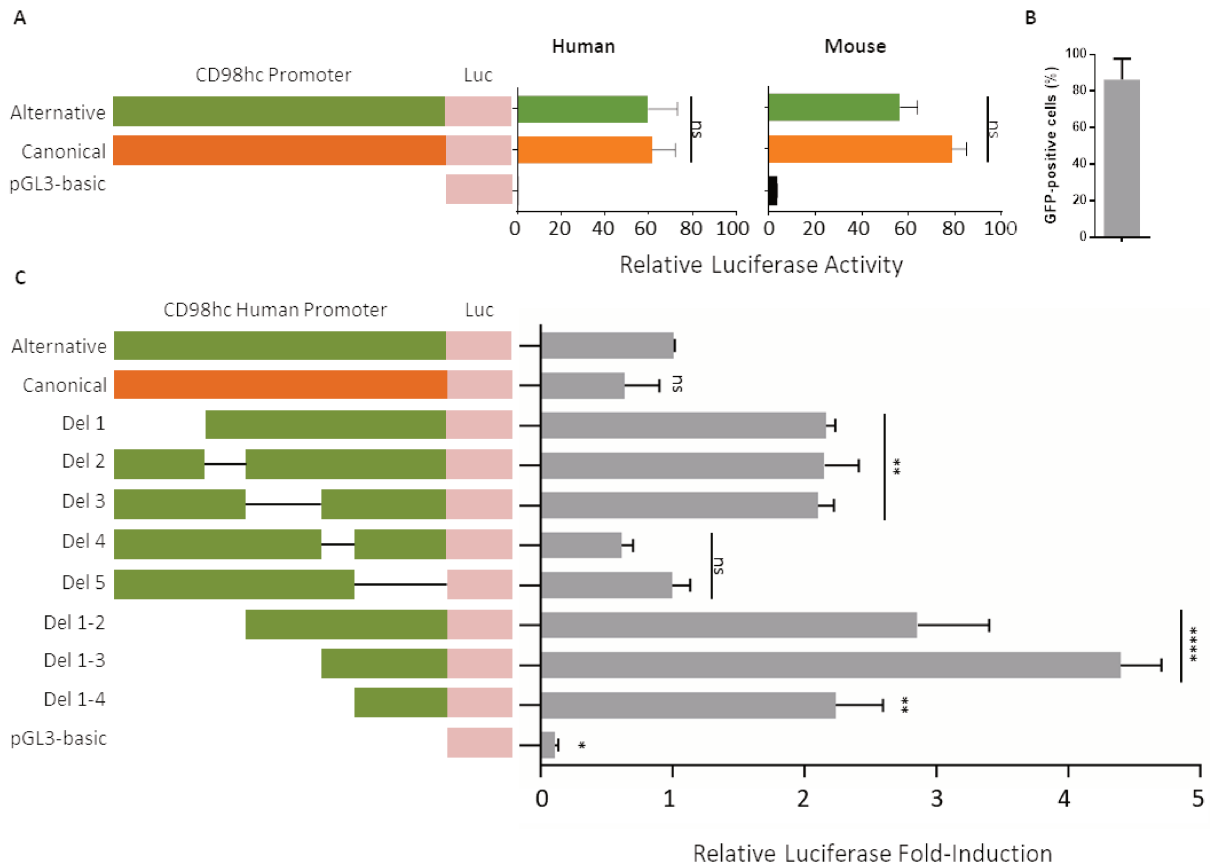 A
B
Human
Mouse
CD98hc Promoter
Luc
Alternative
Canonical
pGL3-basic
ns
ns
0 20 40 60 80 100
0 20 40 60 80 100
Relative Luciferase Activity
GFP-positive cells (%)
100
80
60
40
20
0
C
CD98hc Human Promoter
Luc
Alternative
Canonical
ns
Del 1
Del 2
**
Del 3
Del 4
ns
Del 5
Del 1-2
****
Del 1-3
Del 1-4
**
pGL3-basic
*
0 1 2 3 4 5
Relative Luciferase Fold-Induction